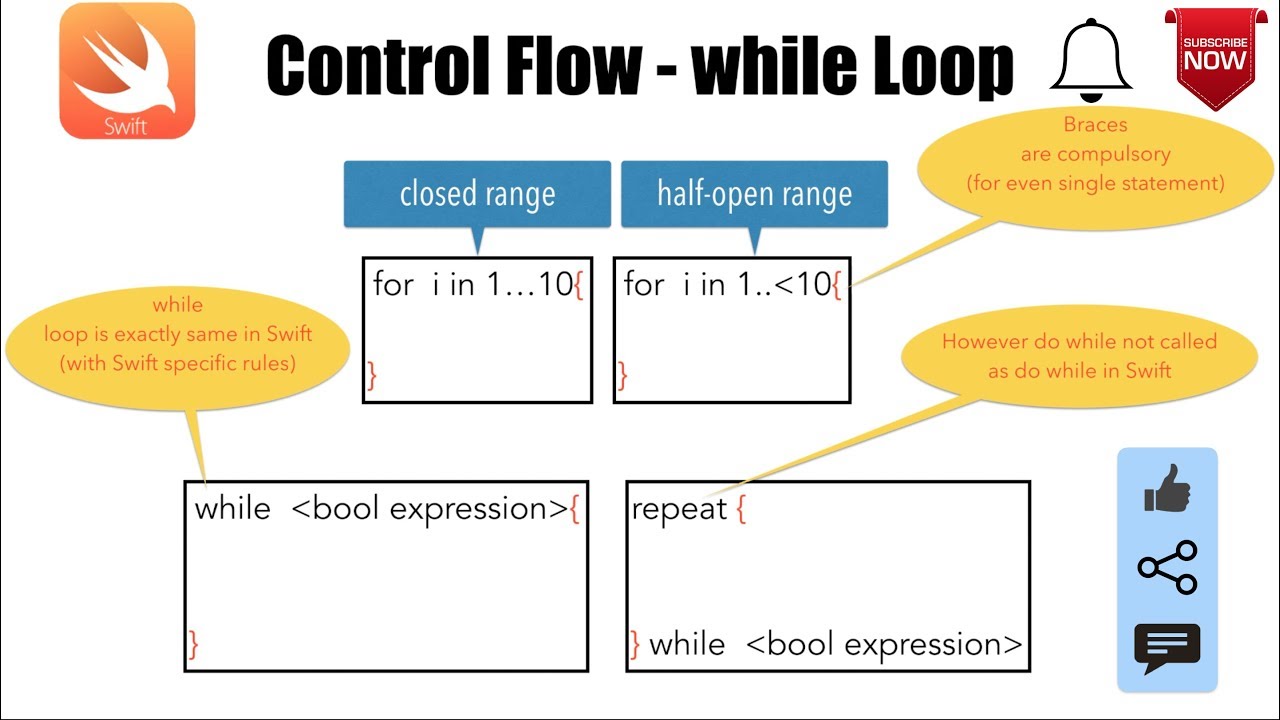 Control Flow - while Loop
SUBSCRIBE
NOW
Swift
Braces
are compulsory
(for even single statement)
closed range
half-open range
for i in 1...10{
}
for i in 1..<10{
}
while
loop is exactly same in Swift
(with Swift specific rules)
However do while not called
as do while in Swift
while <bool expression>{
}
repeat {
} while <bool expression>